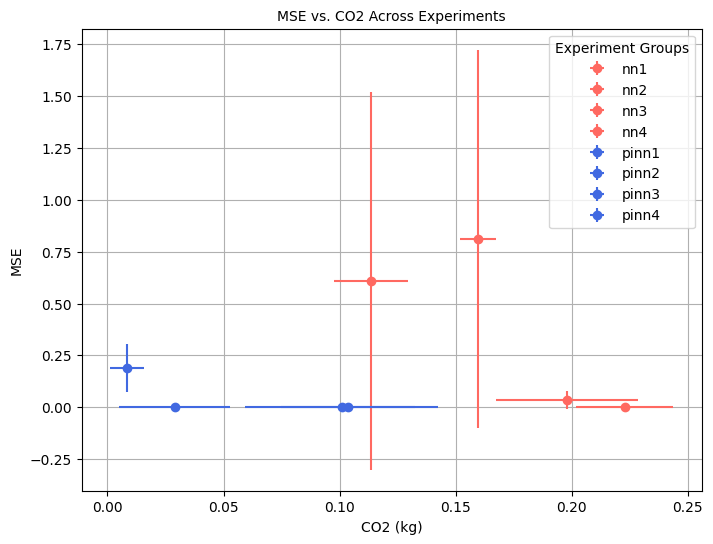 MSE vs. CO2 Across Experiments
Experiment Groups
nn1
nn2
nn3
nn4
pinn1
pinn2
pinn3
pinn4
MSE
1.75
1.50
1.25
1.00
0.75
0.50
0.25
0.00
−0.25
0.00 0.05 0.10 0.15 0.20 0.25
CO2 (kg)